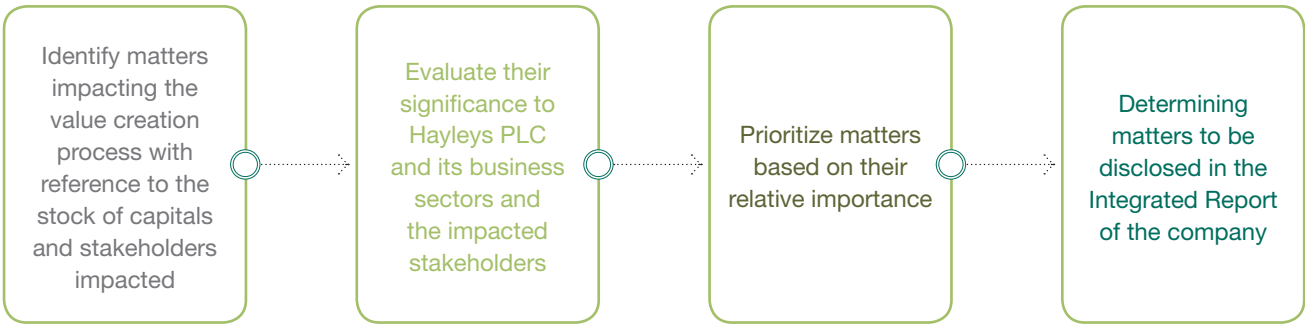 Identify matters
impacting the
value creation
process with
reference to the
stock of capitals
and stakeholders
impacted
Evaluate their
significance to
Hayleys PLC
and its business
sectors and
the impacted
stakeholders
Prioritize matters
based on their
relative importance
Determining
matters to be
disclosed in the
Integrated Report
of the company